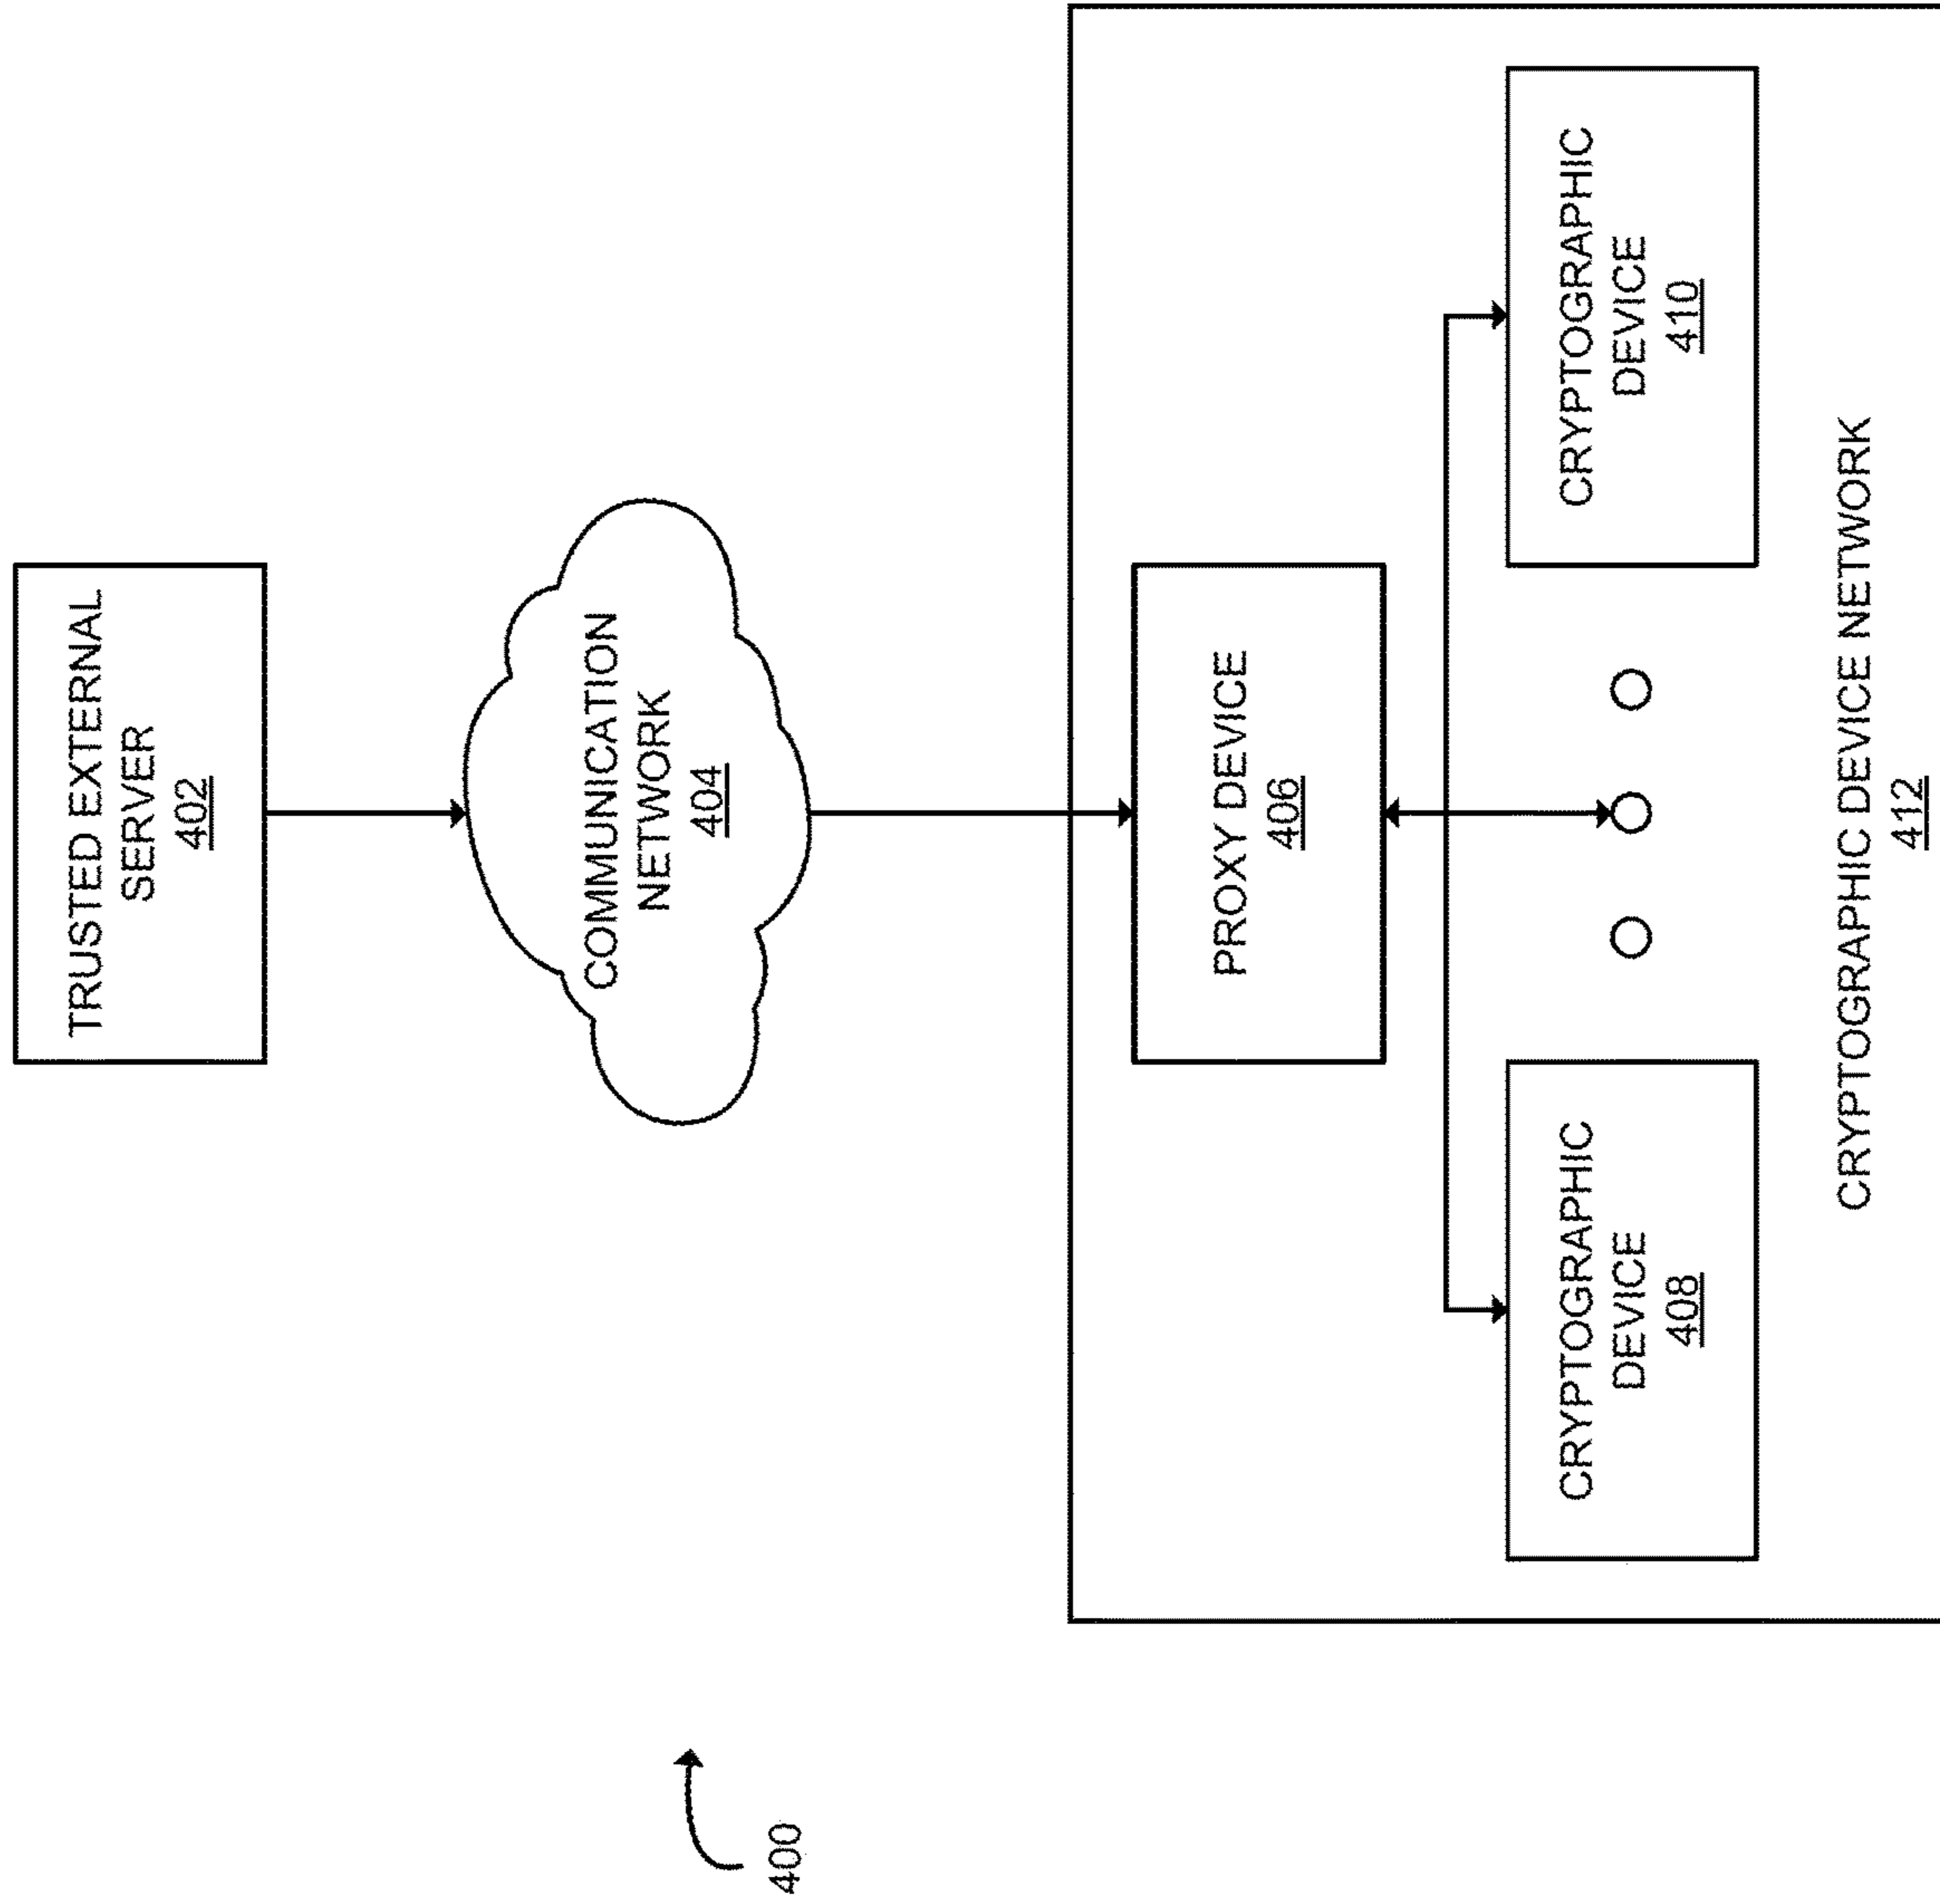 400
TRUSTED EXTERNAL
SERVER
402
COMMUNICATION
NETWORK
404
PROXY DEVICE
406
CRYPTOGRAPHIC
DEVICE
408
CRYPTOGRAPHIC
DEVICE
410
CRYPTOGRAPHIC DEVICE NETWORK
412